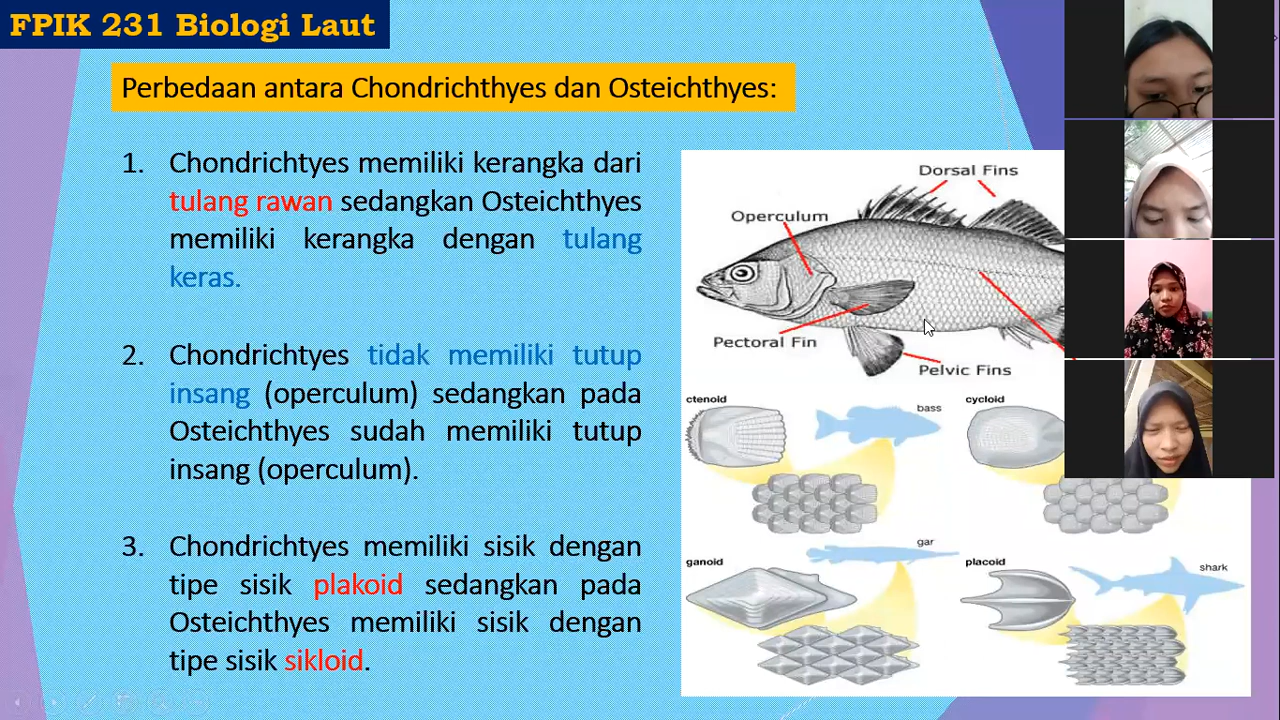 FPIK 231 Biologi Laut
Perbedaan antara Chondrichthyes dan Osteichthyes:
1. Chondrichtyes memiliki kerangka dari
tulang rawan sedangkan Osteichthyes
memiliki kerangka dengan tulang
keras.
2. Chondrichtyes tidak memiliki tutup
insang (operculum) sedangkan pada
Osteichthyes sudah memiliki tutup
insang (operculum).
3. Chondrichtyes memiliki sisik dengan
tipe sisik plakoid sedangkan pada
Osteichthyes memiliki sisik dengan
tipe sisik sikloid.
Dorsal Fins
Operculum
Pectoral Fin
Pelvic Fins
ctenoid
bass
cycloid
ganoid
gar
placoid
shark